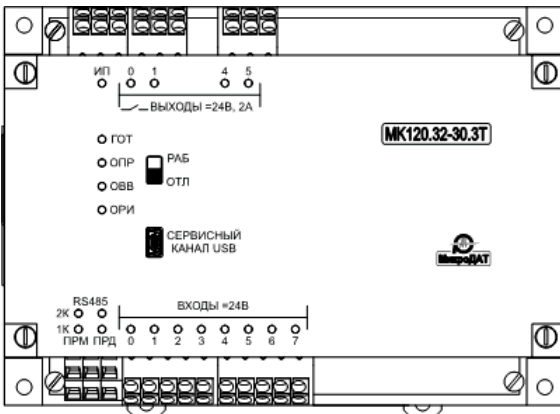 ИП 0 1 4 5
ВЫХОДЫ =24В, 2А
ГОТ
ОПР
ОВВ
ОРИ
РАБ
ОТЛ
МК120.32-30.3Т
СЕРВИСНЫЙ
КАНАЛ USB
МикроДАТ
RS485
2К
1К
ПРМ ПРД
ВХОДЫ =24В
0 1 2 3 4 5 6 7